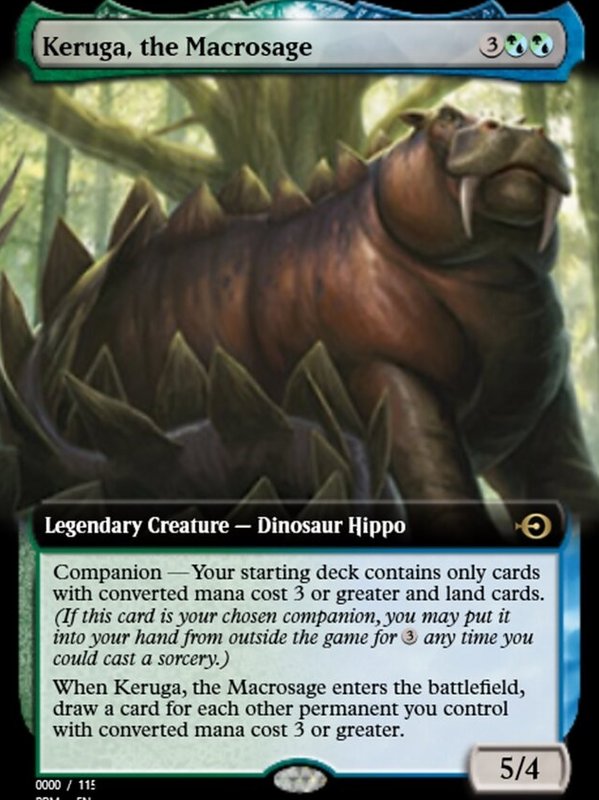 Keruga, the Macrosage 3
Legendary Creature — Dinosaur Hippo
Companion — Your starting deck contains only cards
with converted mana cost 3 or greater and land cards.
(If this card is your chosen companion, you may put it
into your hand from outside the game for 3 any time you
could cast a sorcery.)
When Keruga, the Macrosage enters the battlefield,
draw a card for each other permanent you control
with converted mana cost 3 or greater.
5/4
0000 / 115